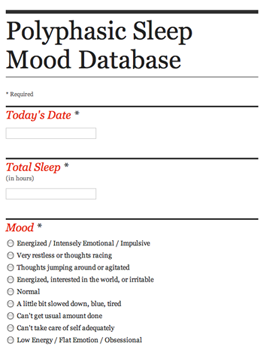 Polyphasic Sleep
Mood Database
* Required
Today's Date *
Total Sleep *
(in hours)
Mood *
Energized / Intensely Emotional / Impulsive
Very restless or thoughts racing
Thoughts jumping around or agitated
Energized, interested in the world, or irritable
Normal
A little bit slowed down, blue, tired
Can't get usual amount done
Can't take care of self adequately
Low Energy / Flat Emotion / Obsessional